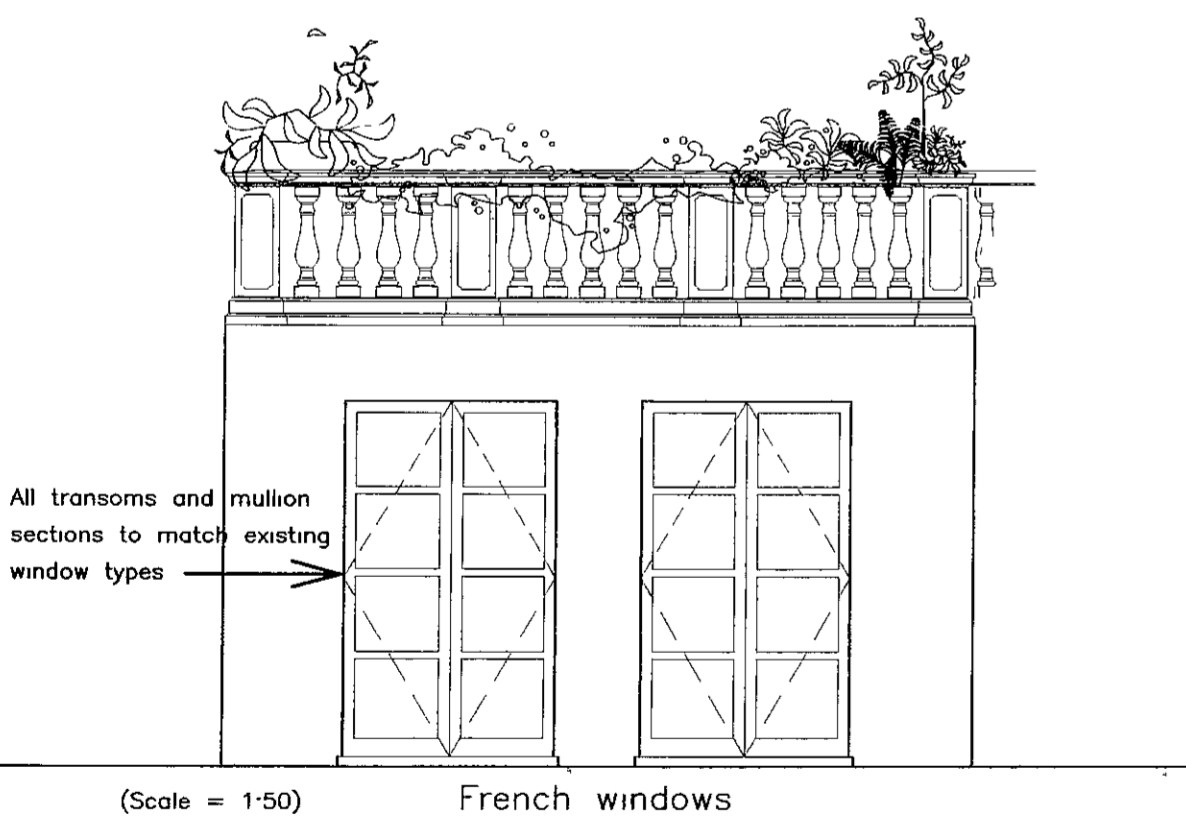 All transoms and mullion
sections to match existing
window types
(Scale = 1:50)
French windows